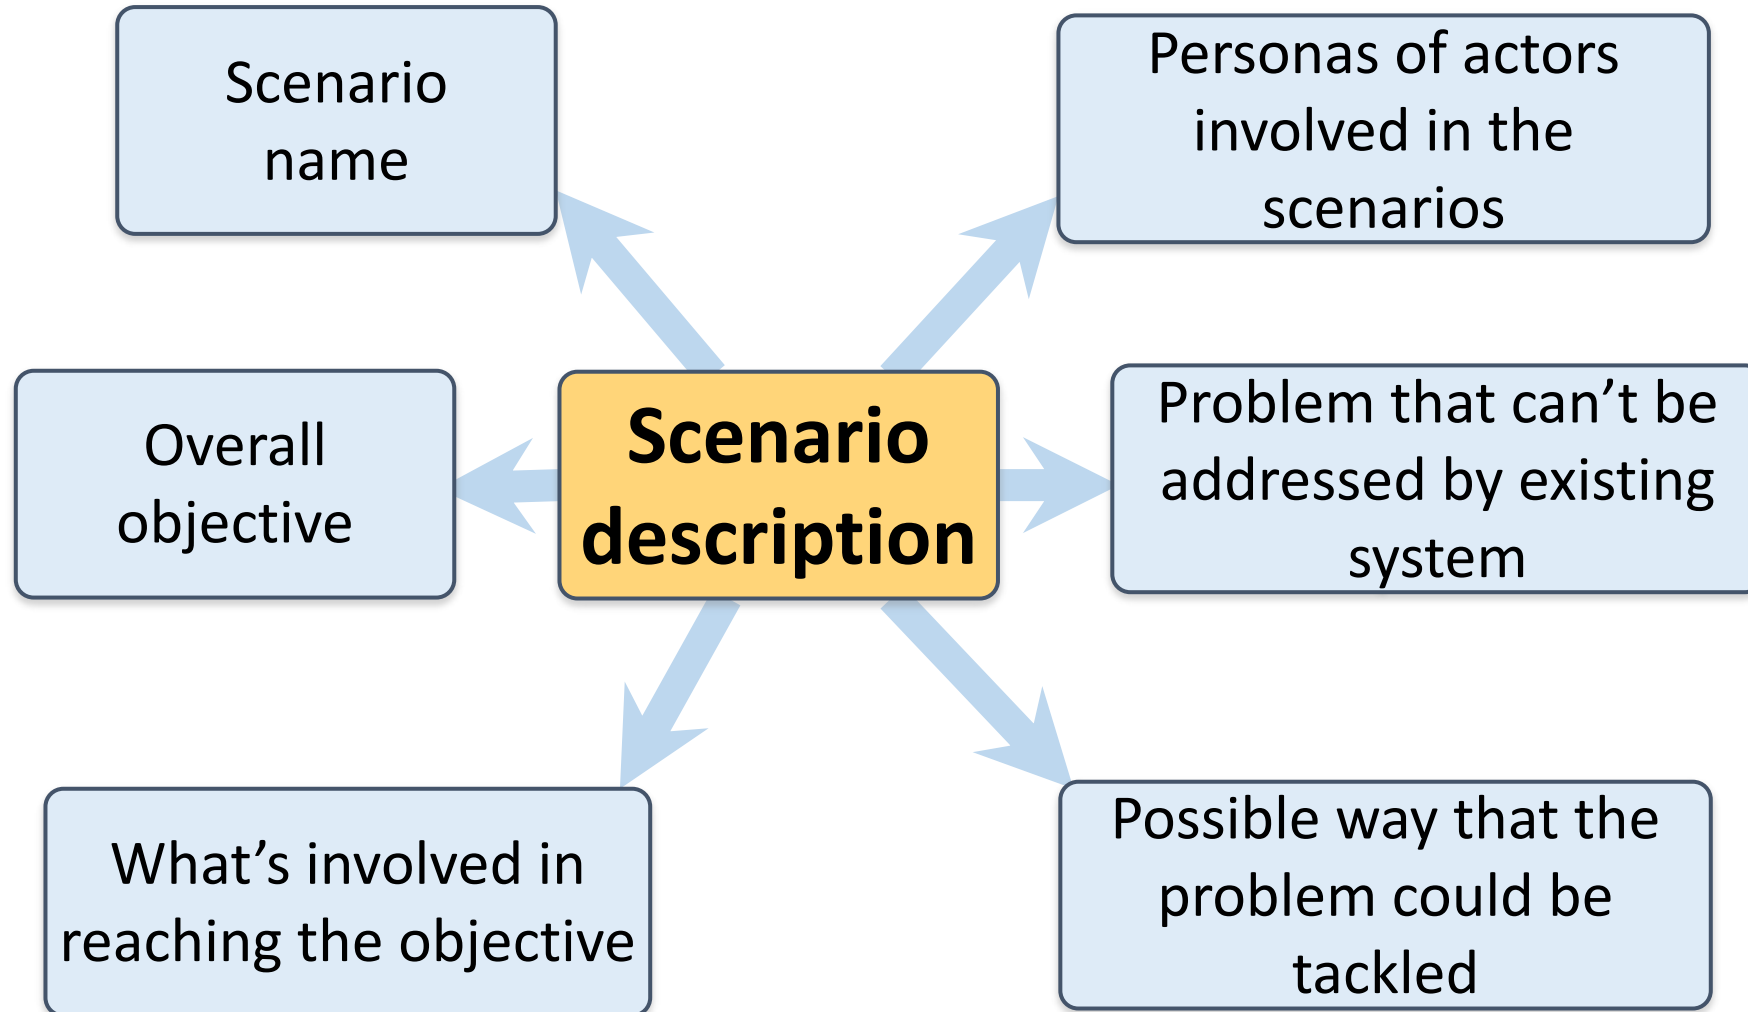 Scenario
name
Personas of actors
involved in the
scenarios
Overall
objective
Scenario
description
Problem that can’t be
addressed by existing
system
What’s involved in
reaching the objective
Possible way that the
problem could be
tackled